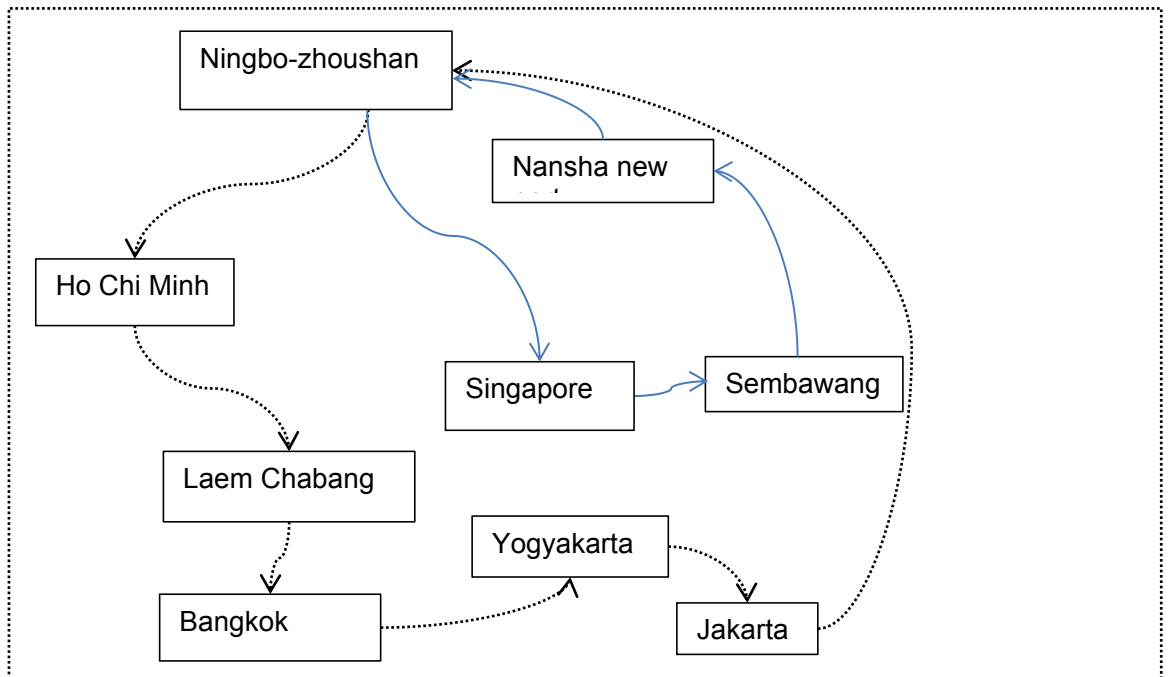 Ningbo-zhoushan
Nansha new
Ho Chi Minh
Singapore
Sembawang
Laem Chabang
Yogyakarta
Bangkok
Jakarta